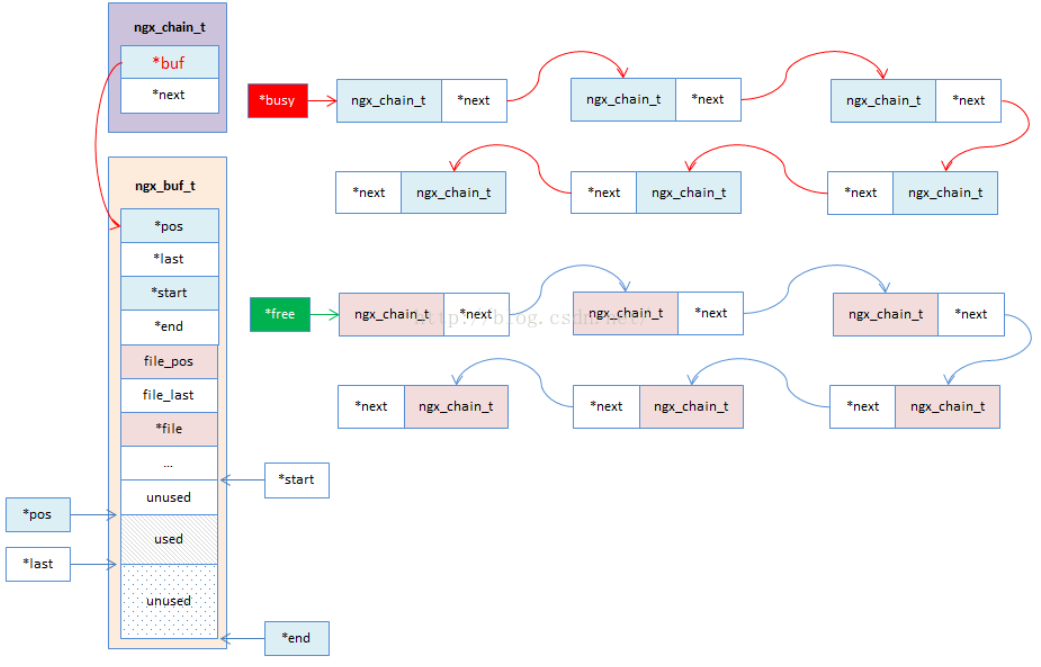 ngx_chain_t
*buf
*next
*busy
ngx_chain_t *next
ngx_chain_t *next
ngx_chain_t *next
*next ngx_chain_t
*next ngx_chain_t
*next ngx_chain_t
ngx_buf_t
*pos
*last
*start
*end
file_pos
file_last
*file
...
unused
used
unused
*free
ngx_chain_t *next
ngx_chain_t *next
ngx_chain_t *next
http://blog.csdn.net/
*next ngx_chain_t
*next ngx_chain_t
*next ngx_chain_t
*start
*pos
*last
*end